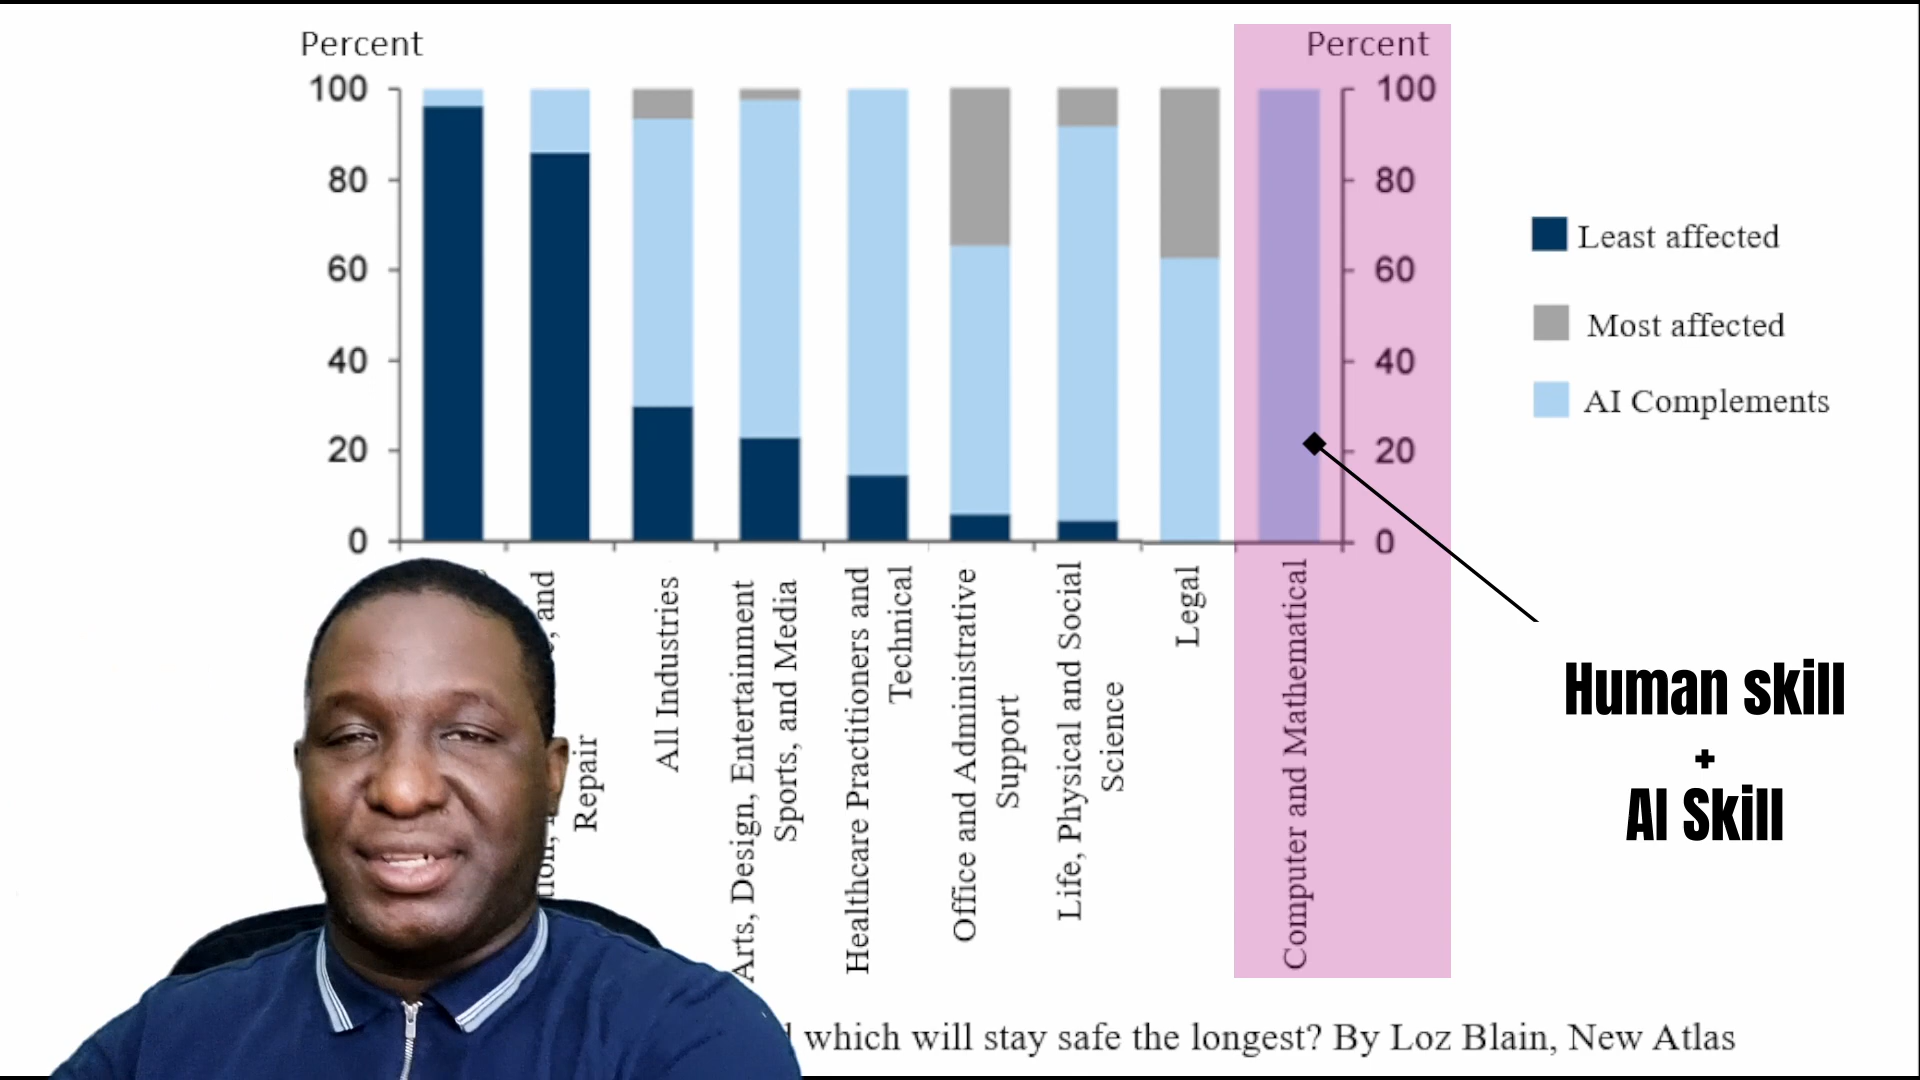 Percent
Percent
100
80
60
40
20
0
100
80
60
40
20
0
Least affected
Most affected
AI Complements
and
Repair
All Industries
Arts, Design, Entertainment
Sports, and Media
Healthcare Practitioners and
Technical
Office and Administrative
Support
Life, Physical and Social
Science
Legal
Computer and Mathematical
Human skill
+
AI Skill
which will stay safe the longest? By Loz Blain, New Atlas